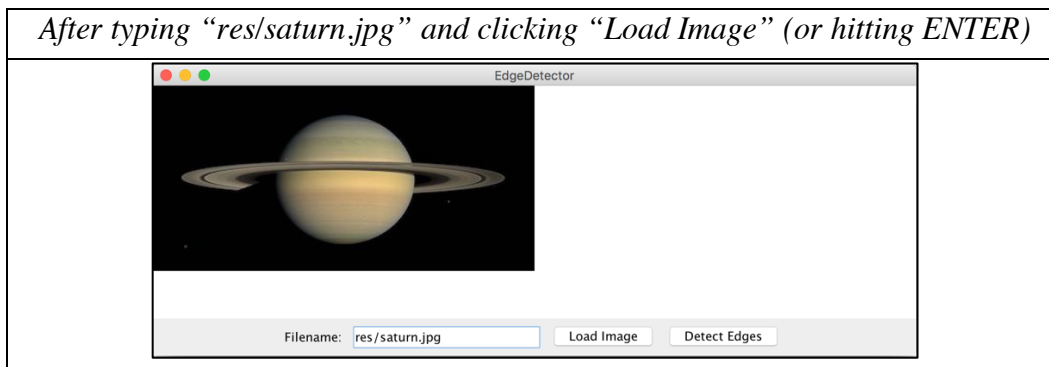 After typing “res/saturn.jpg” and clicking “Load Image” (or hitting ENTER)
EdgeDetector
Filename: res/saturn.jpg Load Image Detect Edges